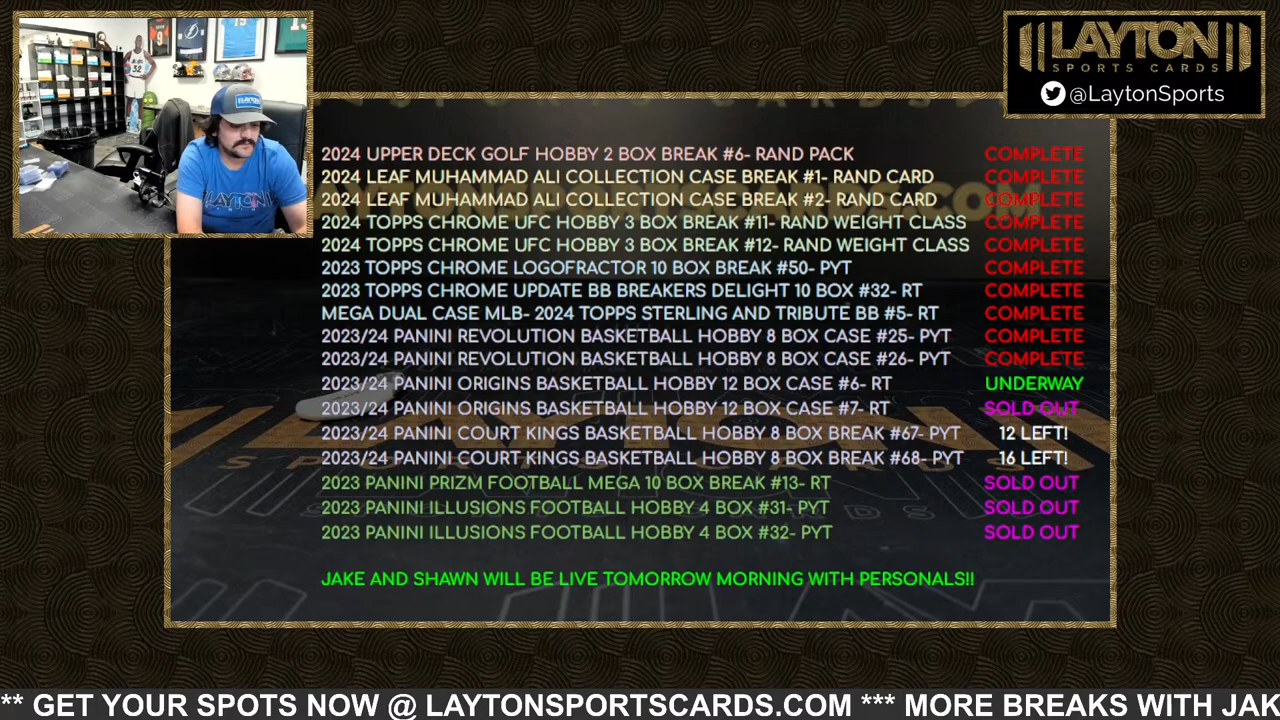 LAYTON
SPORTS CARDS
@LaytonSports
2024 UPPER DECK GOLF HOBBY 2 BOX BREAK #6- RAND PACK COMPLETE
2024 LEAF MUHAMMAD ALI COLLECTION CASE BREAK #1- RAND CARD COMPLETE
2024 LEAF MUHAMMAD ALI COLLECTION CASE BREAK #2- RAND CARD COMPLETE
2024 TOPPS CHROME UFC HOBBY 3 BOX BREAK #11- RAND WEIGHT CLASS COMPLETE
2024 TOPPS CHROME UFC HOBBY 3 BOX BREAK #12- RAND WEIGHT CLASS COMPLETE
2023 TOPPS CHROME LOGOFRACTOR 10 BOX BREAK #50- PYT COMPLETE
2023 TOPPS CHROME UPDATE BB BREAKERS DELIGHT 10 BOX #32- RT COMPLETE
MEGA DUAL CASE MLB- 2024 TOPPS STERLING AND TRIBUTE BB #5- RT COMPLETE
2023/24 PANINI REVOLUTION BASKETBALL HOBBY 8 BOX CASE #25- PYT COMPLETE
2023/24 PANINI REVOLUTION BASKETBALL HOBBY 8 BOX CASE #26- PYT COMPLETE
2023/24 PANINI ORIGINS BASKETBALL HOBBY 12 BOX CASE #6- RT UNDERWAY
2023/24 PANINI ORIGINS BASKETBALL HOBBY 12 BOX CASE #7- RT SOLD OUT
2023/24 PANINI COURT KINGS BASKETBALL HOBBY 8 BOX BREAK #67- PYT 12 LEFT!
2023/24 PANINI COURT KINGS BASKETBALL HOBBY 8 BOX BREAK #68- PYT 16 LEFT!
2023 PANINI PRIZM FOOTBALL MEGA 10 BOX BREAK #13- RT SOLD OUT
2023 PANINI ILLUSIONS FOOTBALL HOBBY 4 BOX #31- PYT SOLD OUT
2023 PANINI ILLUSIONS FOOTBALL HOBBY 4 BOX #32- PYT SOLD OUT
JAKE AND SHAWN WILL BE LIVE TOMORROW MORNING WITH PERSONALS!!
** GET YOUR SPOTS NOW @ LAYTONSPORTSCARDS.COM *** MORE BREAKS WITH JAK